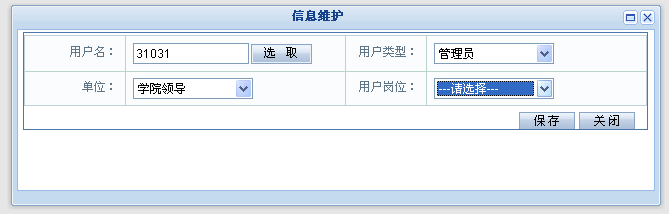 信息维护
用户名： 31031 选 取 用户类型： 管理员
单位： 学院领导 用户岗位： ---请选择---
保存 关闭